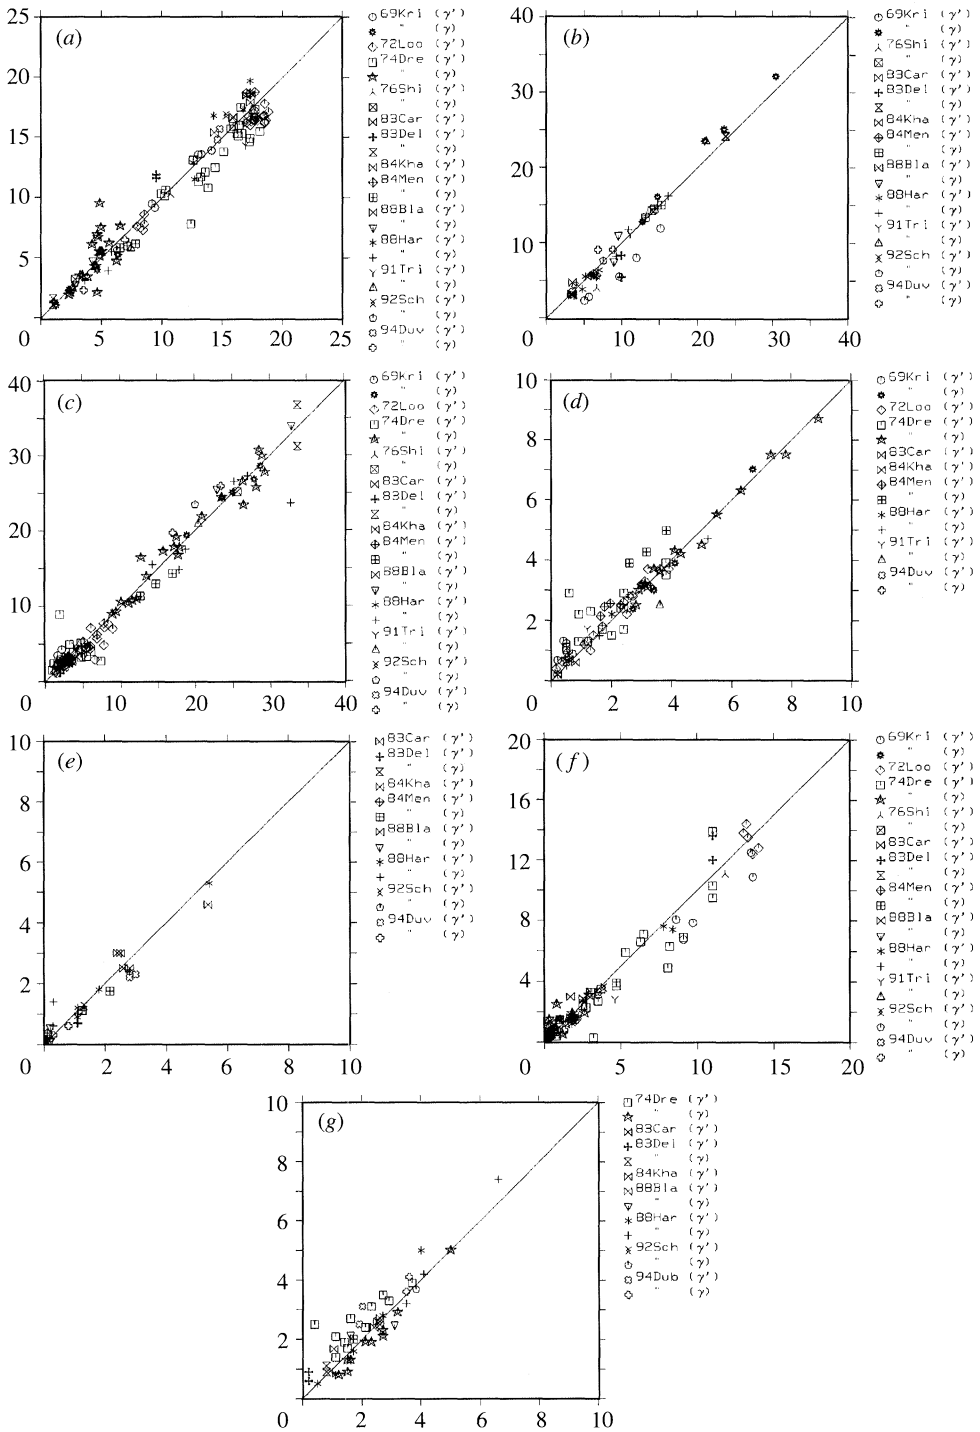 (a)
25
20
15
10
5
0
5
10
15
20
25
69Kri (γ')
" (γ)
72Loo (γ')
74Dre (γ')
" (γ)
76Shi (γ')
" (γ)
83Car (γ')
83Del (γ')
" (γ)
84Kha (γ')
84Men (γ')
" (γ)
88Bla (γ')
" (γ)
88Har (γ')
" (γ)
91Tri (γ')
" (γ)
92Sch (γ')
" (γ)
94Duv (γ')
" (γ)
(b)
40
30
20
10
0
10
20
30
40
69Kri (γ')
" (γ)
76Shi (γ')
" (γ)
83Car (γ')
83Del (γ')
" (γ)
84Kha (γ')
84Men (γ')
" (γ)
88Bla (γ')
" (γ)
88Har (γ')
" (γ)
91Tri (γ')
" (γ)
92Sch (γ')
" (γ)
94Duv (γ')
" (γ)
(c)
40
30
20
10
0
10
20
30
40
69Kri (γ')
" (γ)
72Loo (γ')
74Dre (γ')
" (γ)
76Shi (γ')
" (γ)
83Car (γ')
83Del (γ')
" (γ)
84Kha (γ')
84Men (γ')
" (γ)
88Bla (γ')
" (γ)
88Har (γ')
" (γ)
91Tri (γ')
" (γ)
92Sch (γ')
" (γ)
94Duv (γ')
" (γ)
(d)
10
8
6
4
2
0
2
4
6
8
10
69Kri (γ')
" (γ)
72Loo (γ')
74Dre (γ')
" (γ)
83Car (γ')
84Kha (γ')
84Men (γ')
" (γ)
88Har (γ')
" (γ)
91Tri (γ')
" (γ)
94Duv (γ')
" (γ)
(e)
10
8
6
4
2
0
2
4
6
8
10
83Car (γ')
83Del (γ')
" (γ)
84Kha (γ')
84Men (γ')
" (γ)
88Bla (γ')
" (γ)
88Har (γ')
" (γ)
92Sch (γ')
" (γ)
94Duv (γ')
" (γ)
(f)
20
16
12
8
4
0
5
10
15
20
69Kri (γ')
" (γ)
72Loo (γ')
74Dre (γ')
" (γ)
76Shi (γ')
" (γ)
83Car (γ')
83Del (γ')
" (γ)
84Men (γ')
" (γ)
88Bla (γ')
" (γ)
88Har (γ')
" (γ)
91Tri (γ')
" (γ)
92Sch (γ')
" (γ)
94Duv (γ')
" (γ)
(g)
10
8
6
4
2
0
2
4
6
8
10
74Dre (γ')
" (γ)
83Car (γ')
83Del (γ')
" (γ)
84Kha (γ')
88Bla (γ')
" (γ)
88Har (γ')
" (γ)
92Sch (γ')
" (γ)
94Dub (γ')
" (γ)